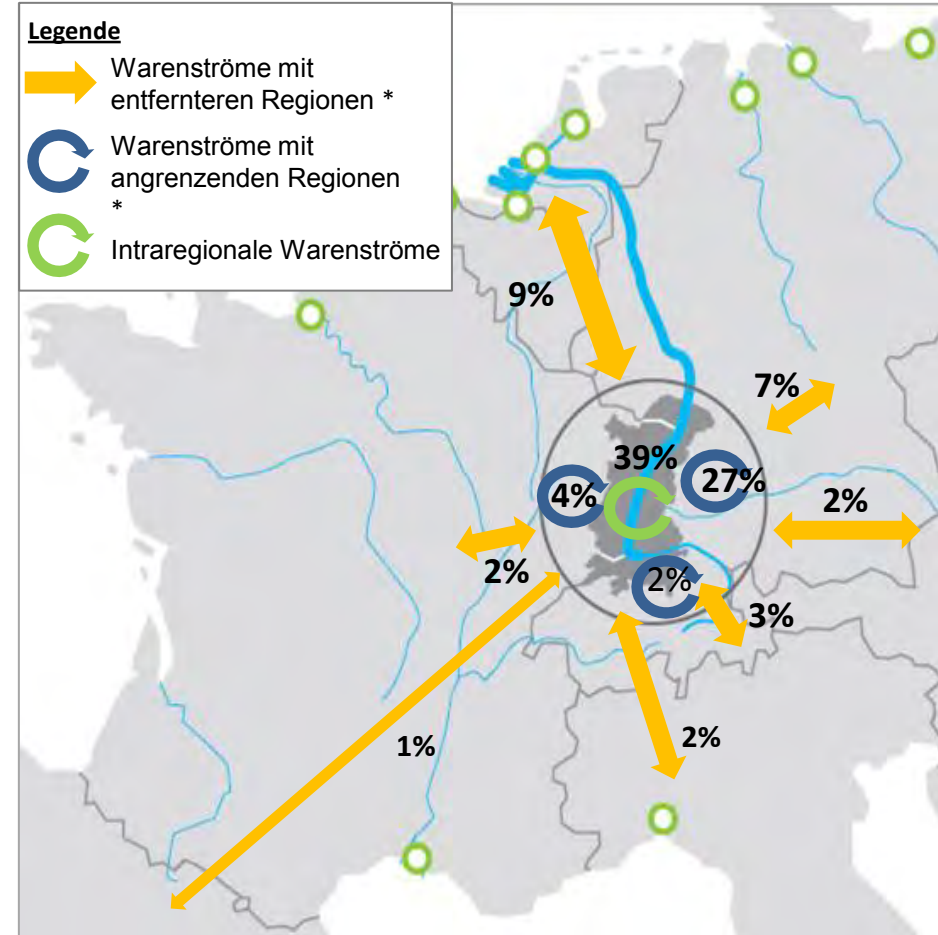 Legende
Warenströme mit
entfernteren Regionen *
Warenströme mit
angrenzenden Regionen
*
Intraregionale Warenströme
9%
7%
39%
4%
27%
2%
2%
2%
3%
2%
1%